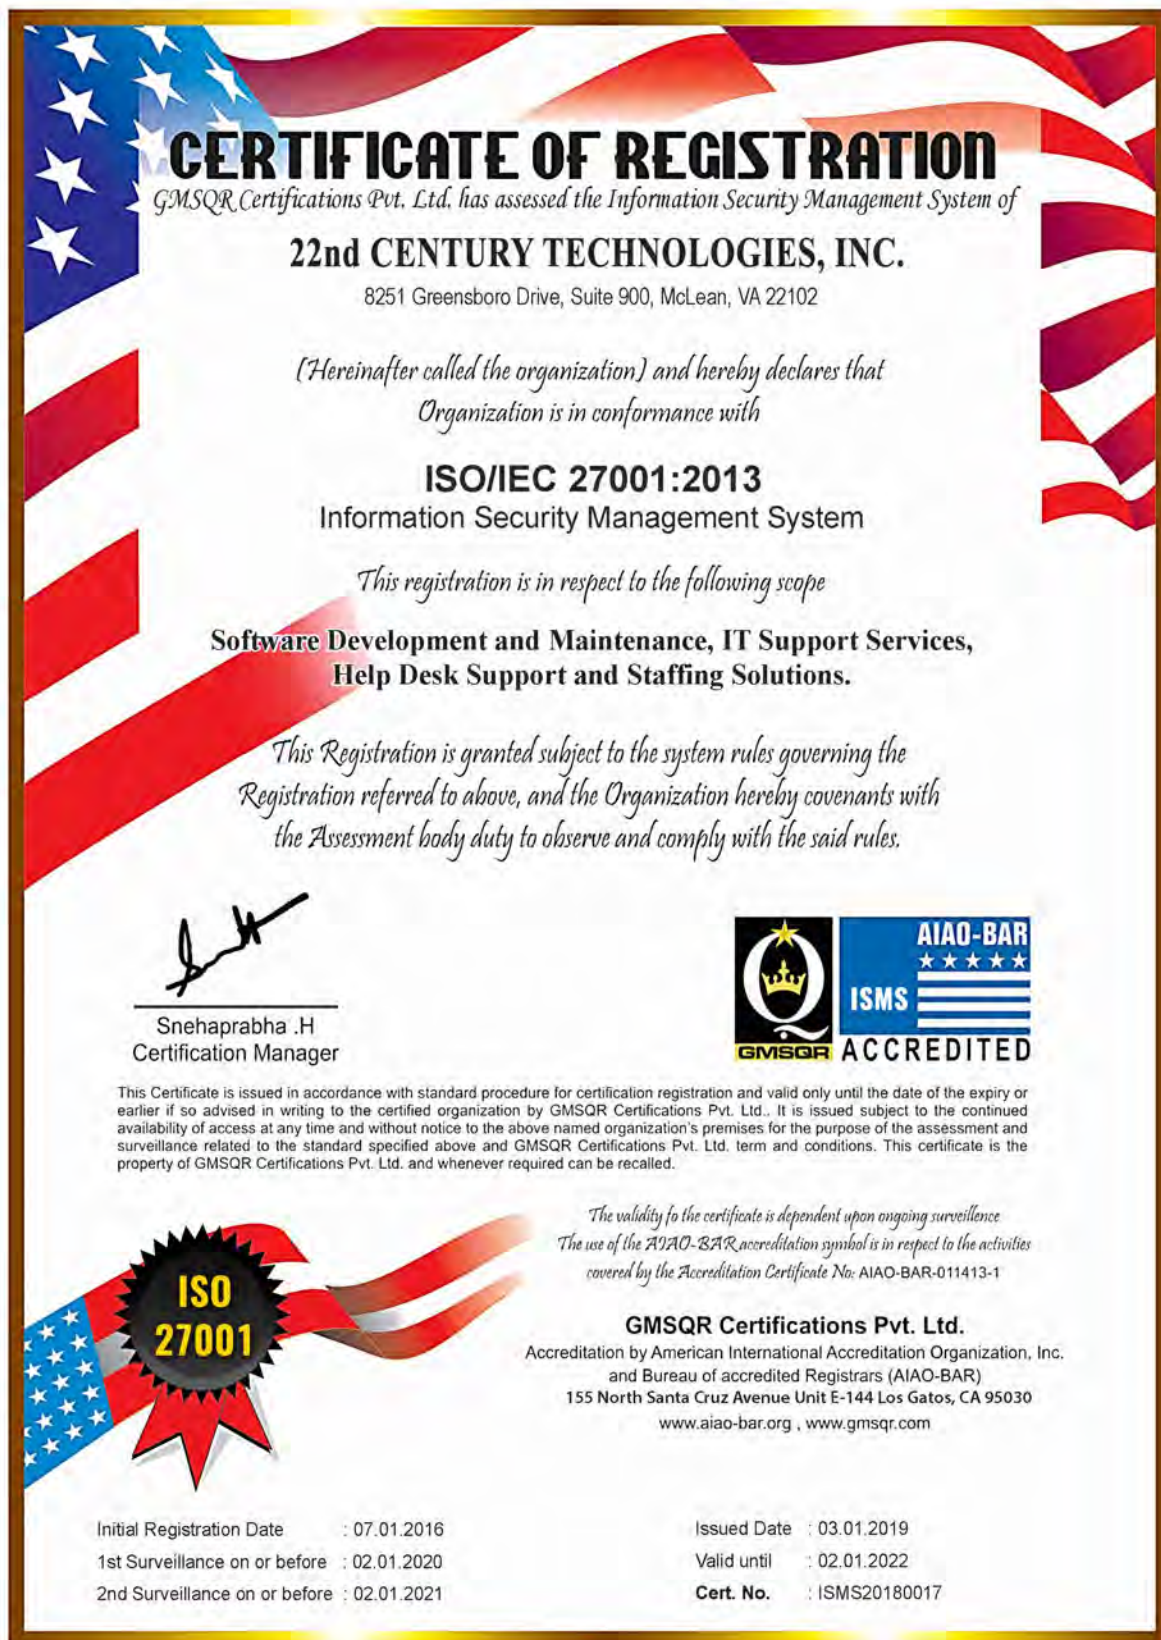 CERTIFICATE OF REGISTRATION
GMSQR Certifications Pvt. Ltd. has assessed the Information Security Management System of
22nd CENTURY TECHNOLOGIES, INC.
8251 Greensboro Drive, Suite 900, McLean, VA 22102
(Hereinafter called the organization) and hereby declares that
Organization is in conformance with
ISO/IEC 27001:2013
Information Security Management System
This registration is in respect to the following scope
Software Development and Maintenance, IT Support Services,
Help Desk Support and Staffing Solutions.
This Registration is granted subject to the system rules governing the
Registration referred to above, and the Organization hereby covenants with
the Assessment body duty to observe and comply with the said rules.
Snehaprabha .H
Certification Manager
GMSQR
AIAO-BAR
ISMS
ACCREDITED
This Certificate is issued in accordance with standard procedure for certification registration and valid only until the date of the expiry or
earlier if so advised in writing to the certified organization by GMSQR Certifications Pvt. Ltd.. It is issued subject to the continued
availability of access at any time and without notice to the above named organization's premises for the purpose of the assessment and
surveillance related to the standard specified above and GMSQR Certifications Pvt. Ltd. term and conditions. This certificate is the
property of GMSQR Certifications Pvt. Ltd. and whenever required can be recalled.
The validity fo the certificate is dependent upon ongoing surveillence
The use of the AIAO-BAR accreditation symbol is in respect to the activities
covered by the Accreditation Certificate No: AIAO-BAR-011413-1
ISO
27001
GMSQR Certifications Pvt. Ltd.
Accreditation by American International Accreditation Organization, Inc.
and Bureau of accredited Registrars (AIAO-BAR)
155 North Santa Cruz Avenue Unit E-144 Los Gatos, CA 95030
www.aiao-bar.org , www.gmsqr.com
Initial Registration Date : 07.01.2016
1st Surveillance on or before : 02.01.2020
2nd Surveillance on or before : 02.01.2021
Issued Date : 03.01.2019
Valid until : 02.01.2022
Cert. No. : ISMS20180017